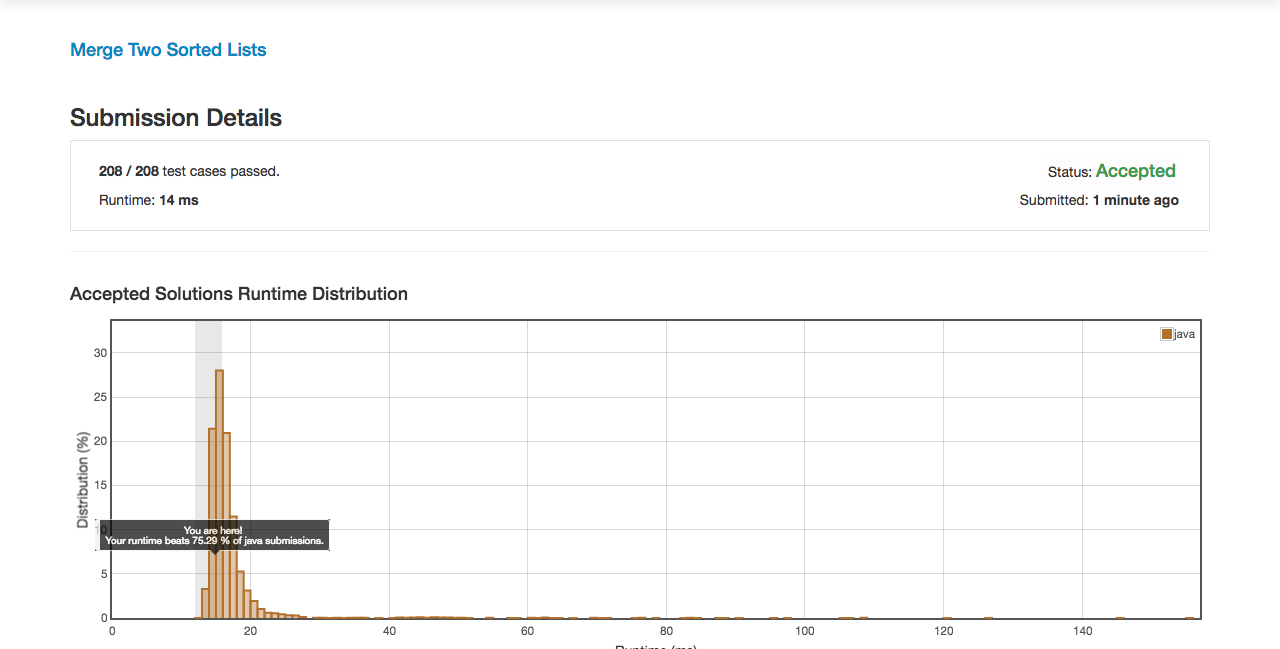 Merge Two Sorted Lists
Submission Details
208 / 208 test cases passed.
Status: Accepted
Runtime: 14 ms
Submitted: 1 minute ago
Accepted Solutions Runtime Distribution
java
30
25
20
15
10
5
0
Distribution (%)
You are here!
Your runtime beats 75.29 % of java submissions.
0 20 40 60 80 100 120 140
Runtime (ms)